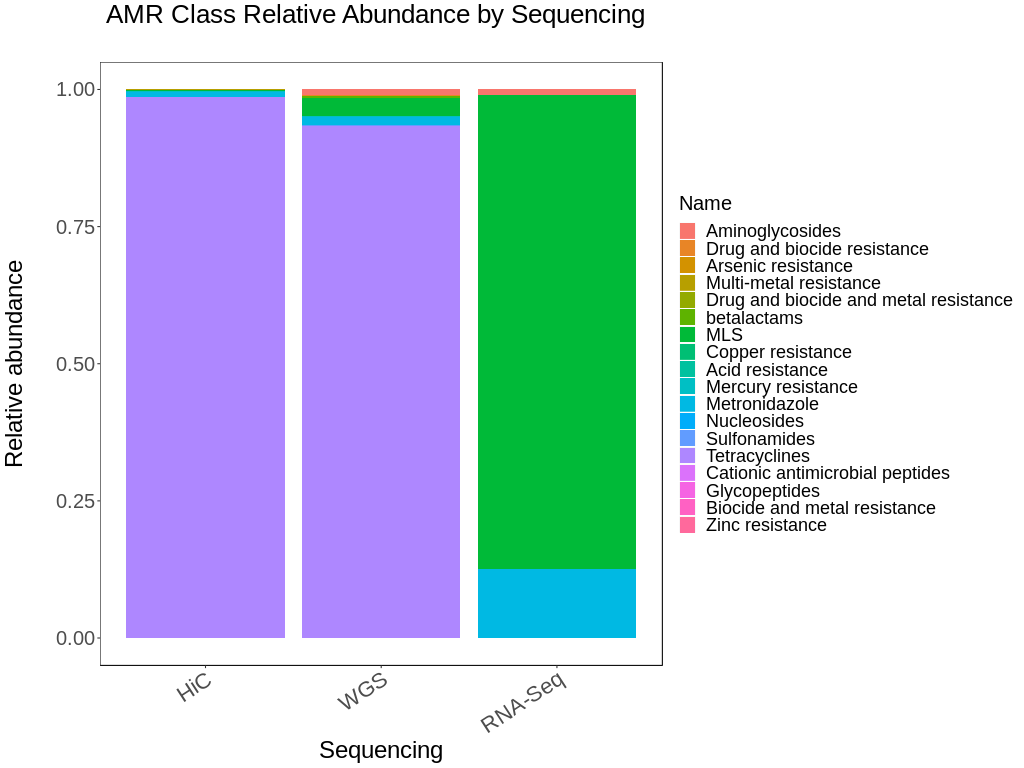 AMR Class Relative Abundance by Sequencing
Relative abundance
1.00
0.75
0.50
0.25
0.00
HiC
WGS
RNA-Seq
Sequencing
Name
Aminoglycosides
Drug and biocide resistance
Arsenic resistance
Multi-metal resistance
Drug and biocide and metal resistance
betalactams
MLS
Copper resistance
Acid resistance
Mercury resistance
Metronidazole
Nucleosides
Sulfonamides
Tetracyclines
Cationic antimicrobial peptides
Glycopeptides
Biocide and metal resistance
Zinc resistance